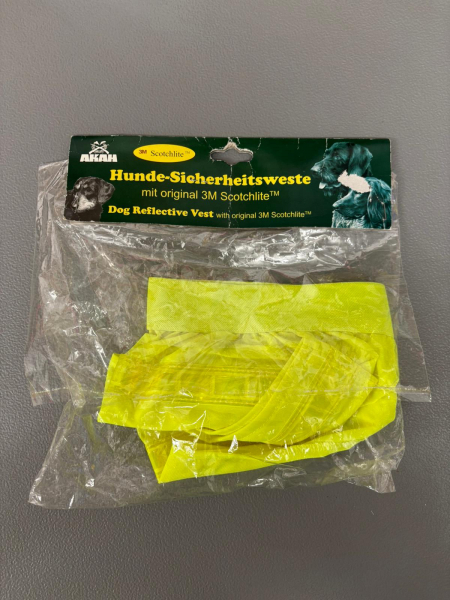 AKAH
3M Scotchlite™
Hunde-Sicherheitsweste
mit original 3M Scotchlite™
Dog Reflective Vest with original 3M Scotchlite™